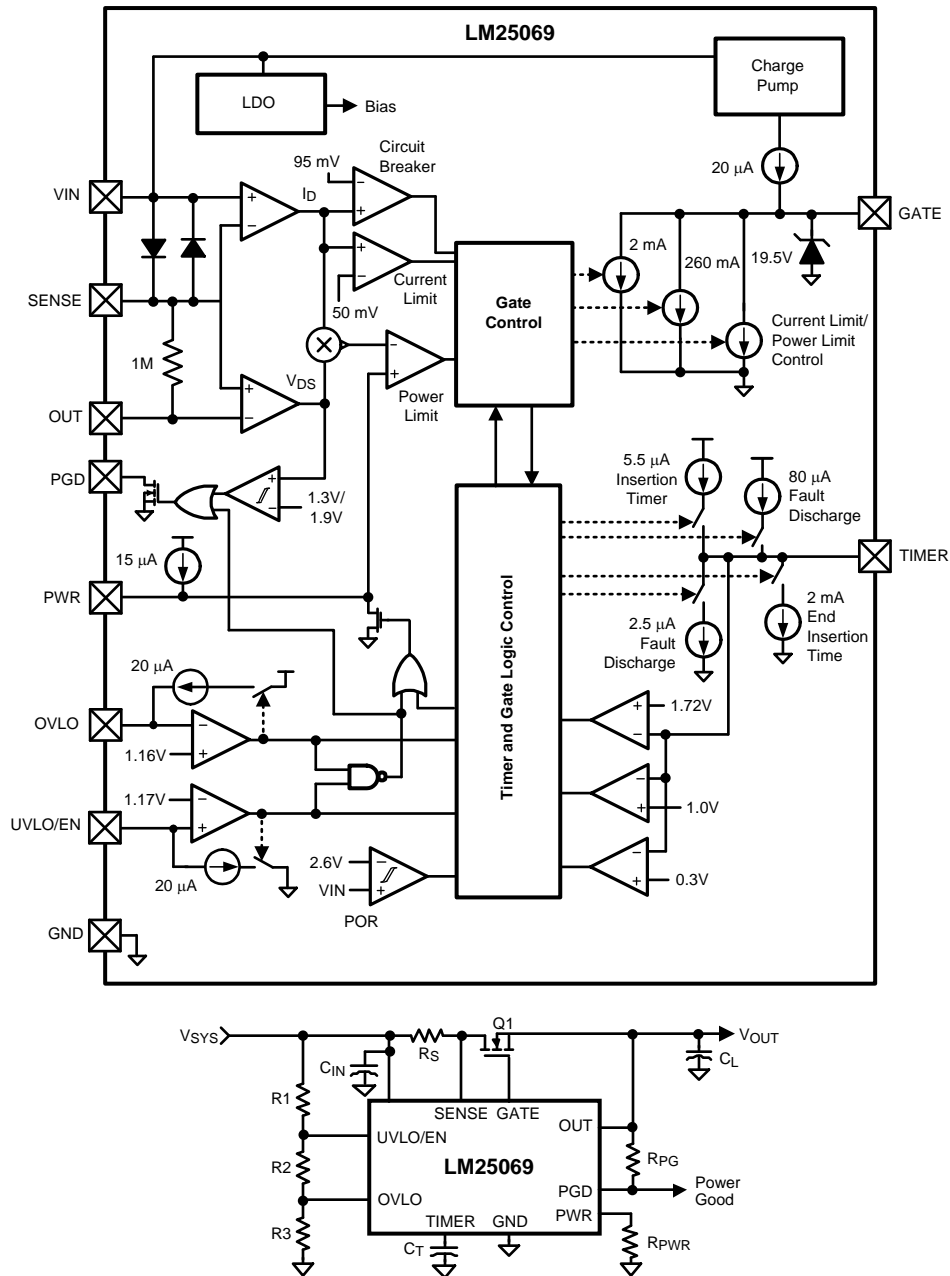 LM25069
Charge
Pump
LDO
Bias
20 µA
Circuit
Breaker
95 mV
VIN
ID
GATE
2 mA
260 mA
19.5V
SENSE
Current
Limit
50 mV
Gate
Control
Current Limit/
Power Limit
Control
1M
VDS
Power
Limit
OUT
PGD
1.3V/
1.9V
5.5 µA
Insertion
Timer
80 µA
Fault
Discharge
15 µA
TIMER
PWR
2 mA
End
Insertion
Time
2.5 µA
Fault
Discharge
Timer and Gate Logic Control
20 µA
OVLO
1.16V
1.72V
1.17V
1.0V
UVLO/EN
20 µA
2.6V
VIN
POR
0.3V
GND
VSYS
RS
Q1
VOUT
CIN
CL
R1
SENSE GATE
OUT
UVLO/EN
R2
LM25069
RPG
OVLO
PGD
Power
Good
PWR
R3
TIMER GND
CT
RPWR